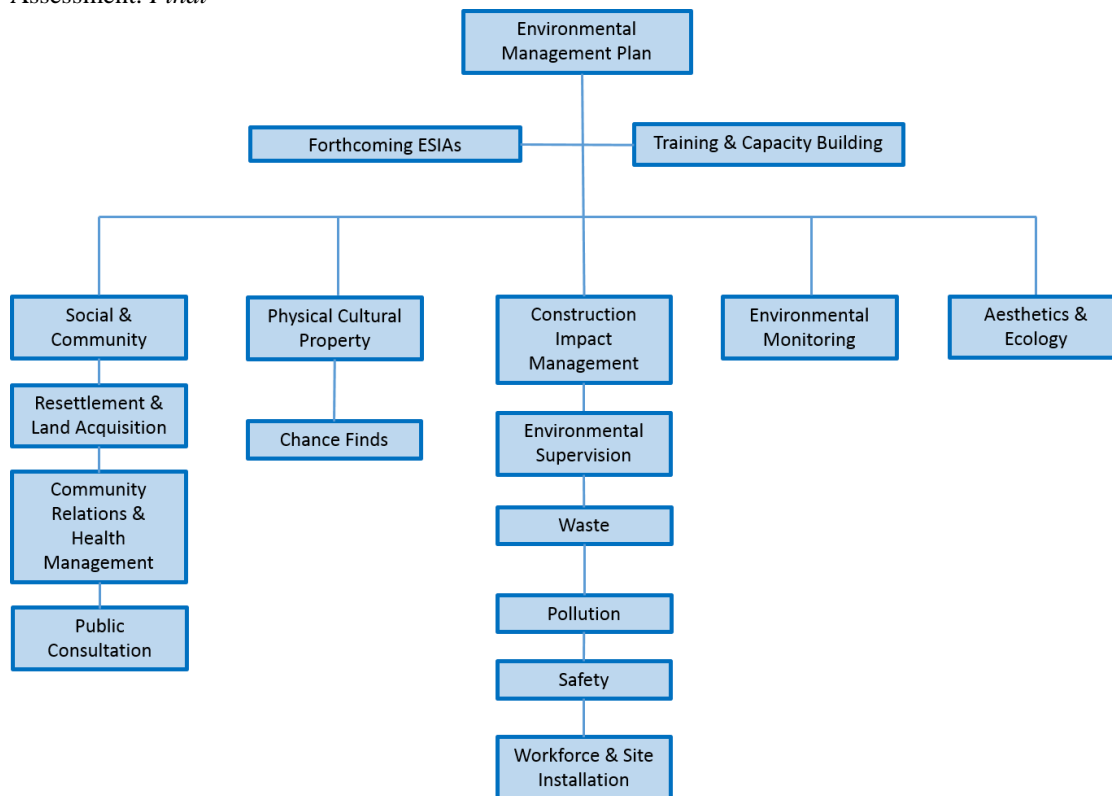 Assessment: Final
Environmental
Management Plan
Forthcoming ESIAs
Training & Capacity Building
Social &
Community
Physical Cultural
Property
Construction
Impact
Management
Environmental
Monitoring
Aesthetics &
Ecology
Resettlement &
Land Acquisition
Chance Finds
Environmental
Supervision
Community
Relations &
Health
Management
Waste
Public
Consultation
Pollution
Safety
Workforce & Site
Installation